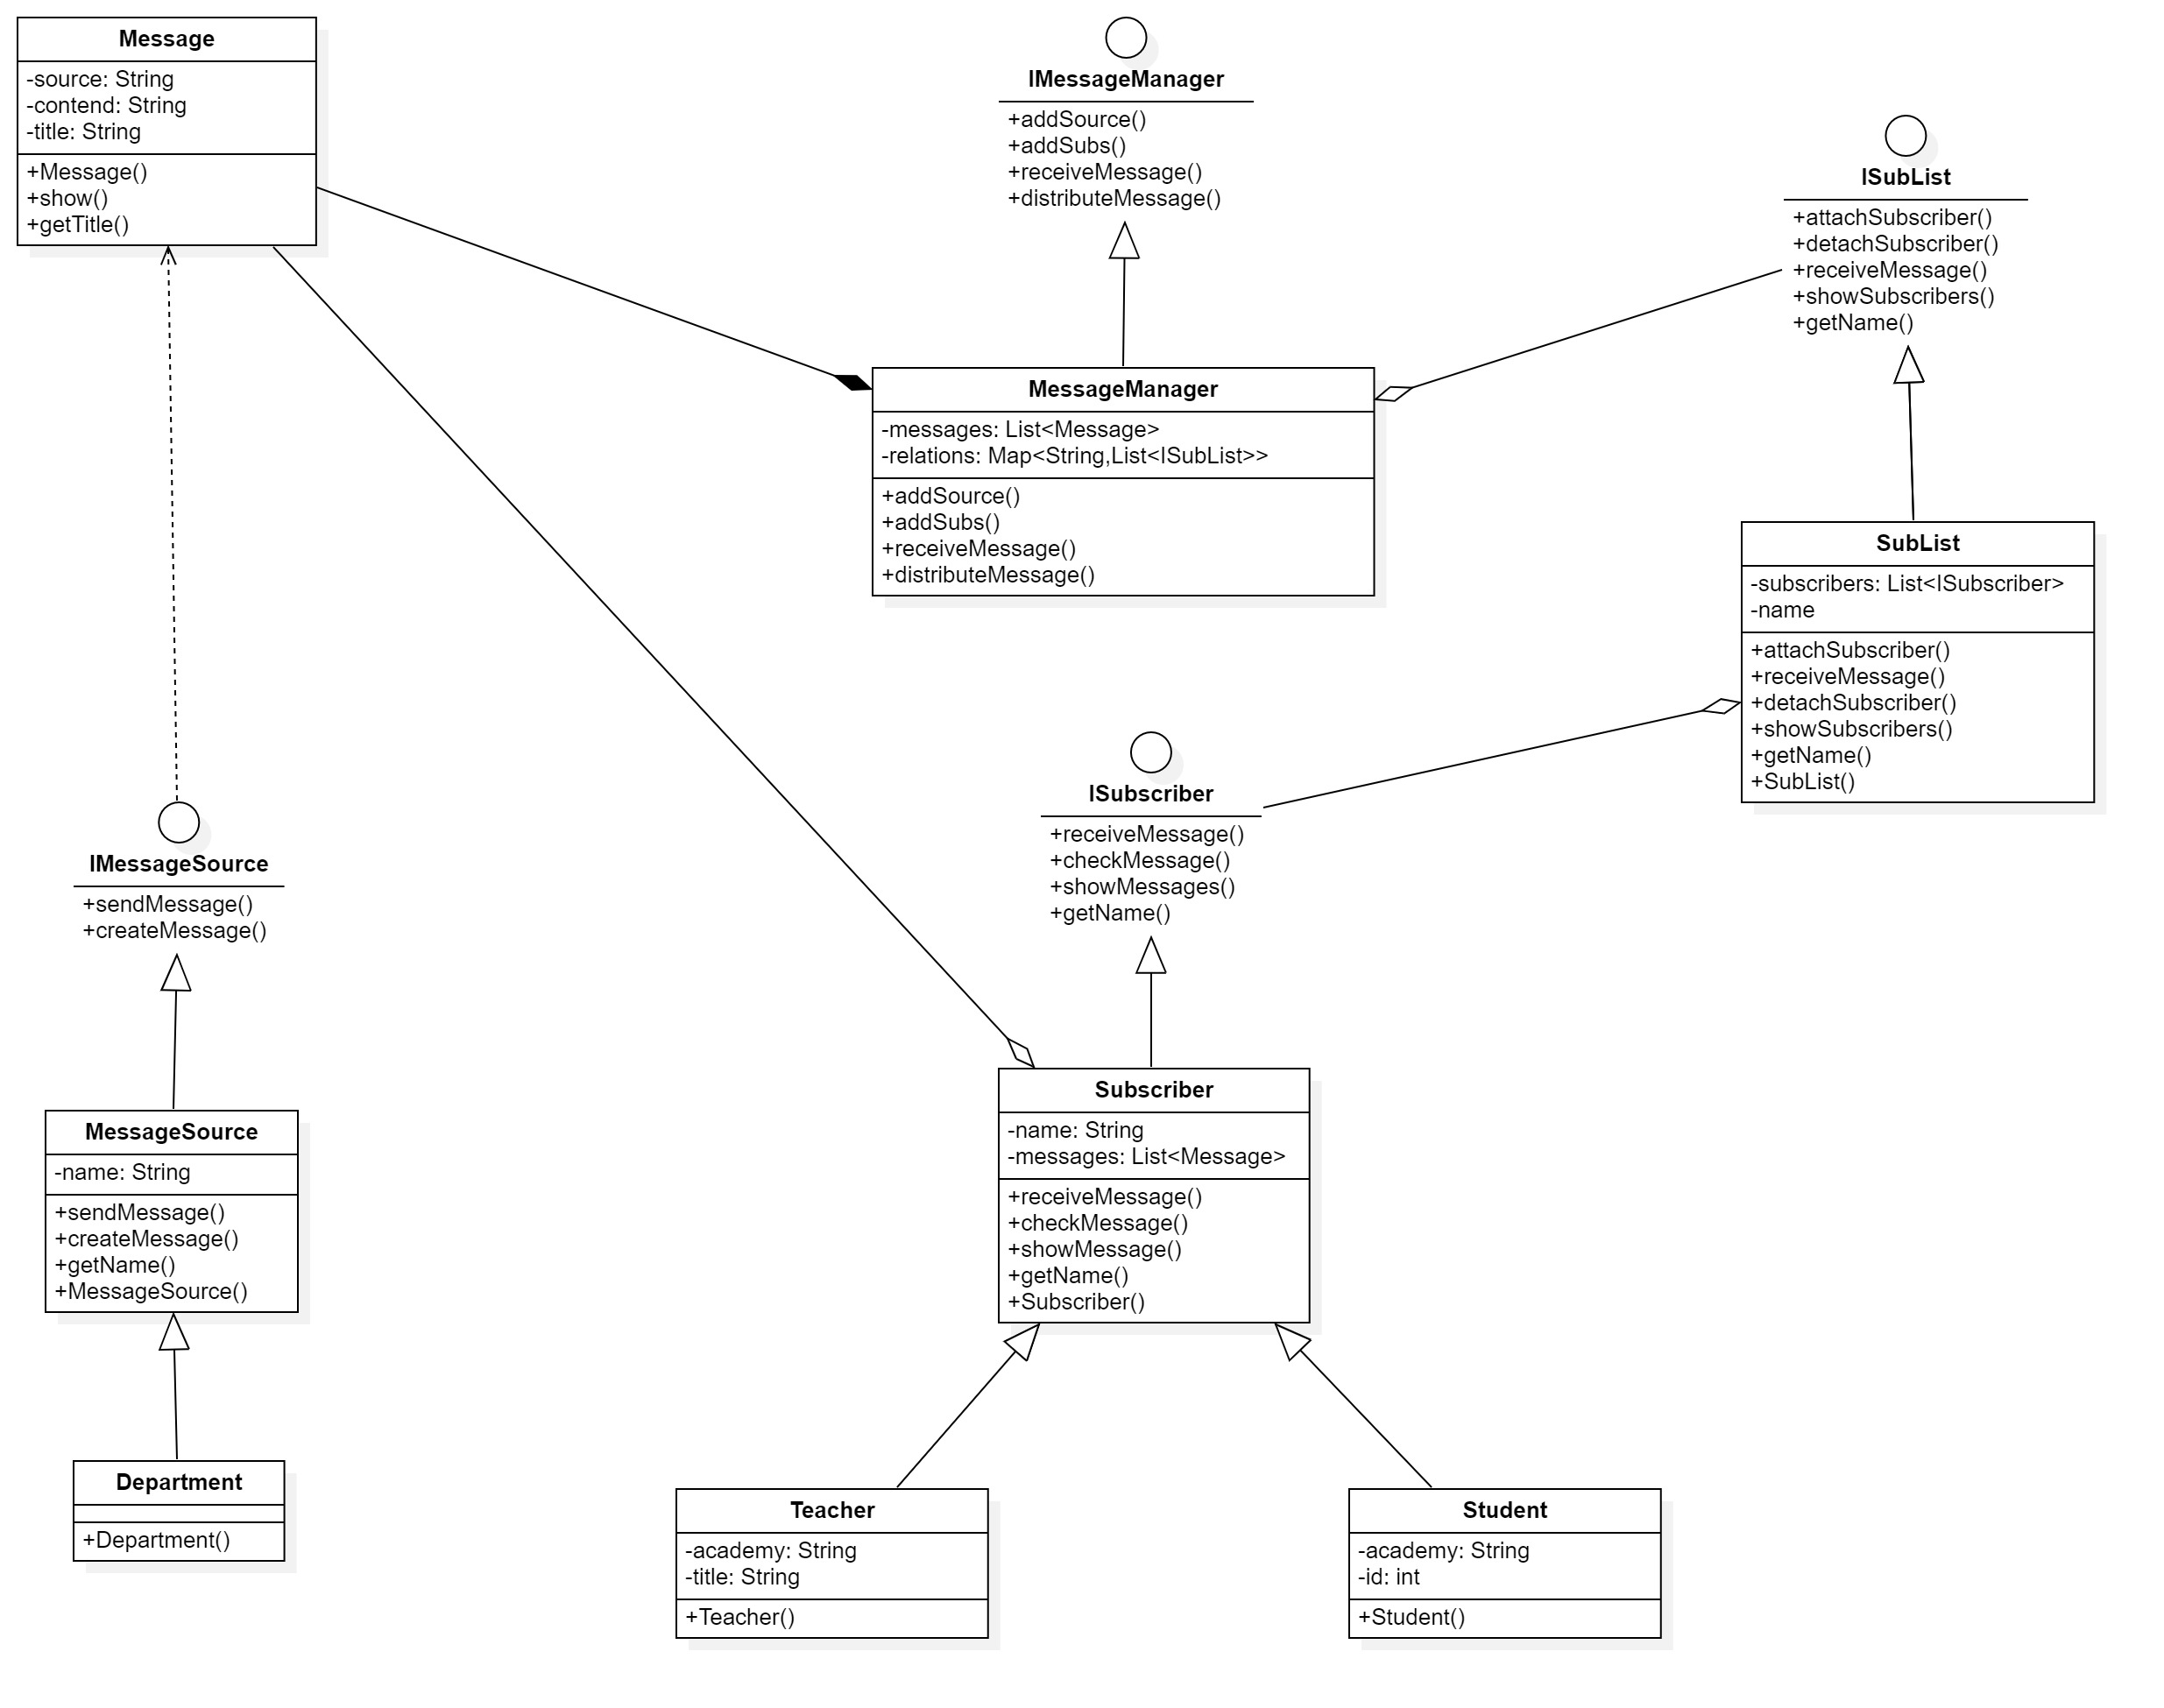 Message
-source: String
-contend: String
-title: String
+Message()
+show()
+getTitle()
IMessageManager
+addSource()
+addSubs()
+receiveMessage()
+distributeMessage()
ISubList
+attachSubscriber()
+detachSubscriber()
+receiveMessage()
+showSubscribers()
+getName()
MessageManager
-messages: List<Message>
-relations: Map<String,List<ISubList>>
+addSource()
+addSubs()
+receiveMessage()
+distributeMessage()
SubList
-subscribers: List<ISubscriber>
-name
+attachSubscriber()
+receiveMessage()
+detachSubscriber()
+showSubscribers()
+getName()
+SubList()
ISubscriber
+receiveMessage()
+checkMessage()
+showMessages()
+getName()
IMessageSource
+sendMessage()
+createMessage()
Subscriber
-name: String
-messages: List<Message>
+receiveMessage()
+checkMessage()
+showMessage()
+getName()
+Subscriber()
MessageSource
-name: String
+sendMessage()
+createMessage()
+getName()
+MessageSource()
Department
+Department()
Teacher
-academy: String
-title: String
+Teacher()
Student
-academy: String
-id: int
+Student()